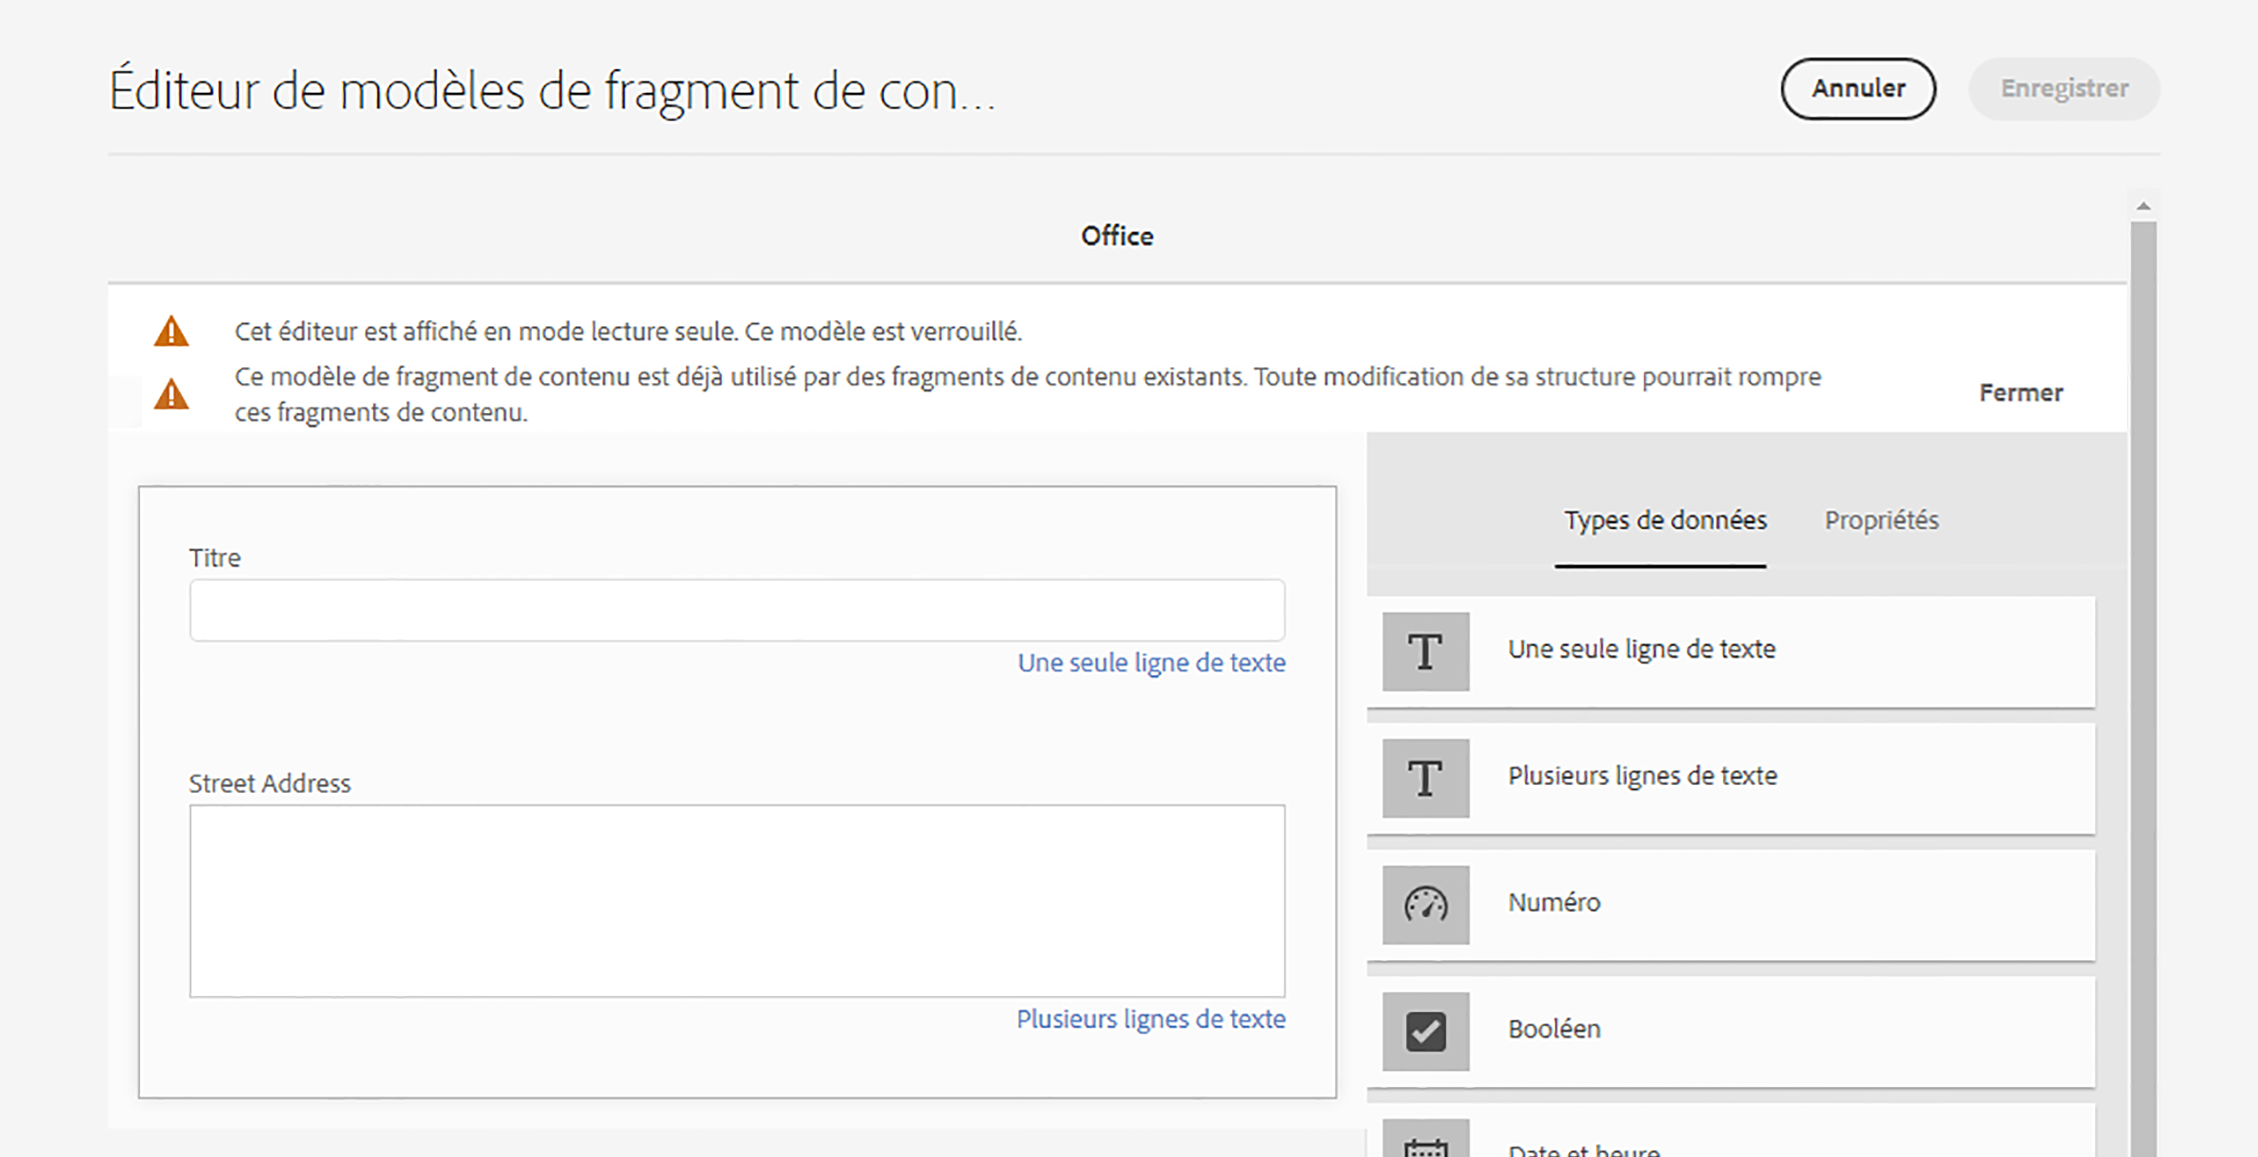 Éditeur de modèles de fragment de con...
Annuler
Enregistrer
Office
Cet éditeur est affiché en mode lecture seule. Ce modèle est verrouillé.
Ce modèle de fragment de contenu est déjà utilisé par des fragments de contenu existants. Toute modification de sa structure pourrait rompre
ces fragments de contenu.
Fermer
Titre
Une seule ligne de texte
Street Address
Plusieurs lignes de texte
Types de données
Propriétés
Une seule ligne de texte
Plusieurs lignes de texte
Numéro
Booléen
Date et heure